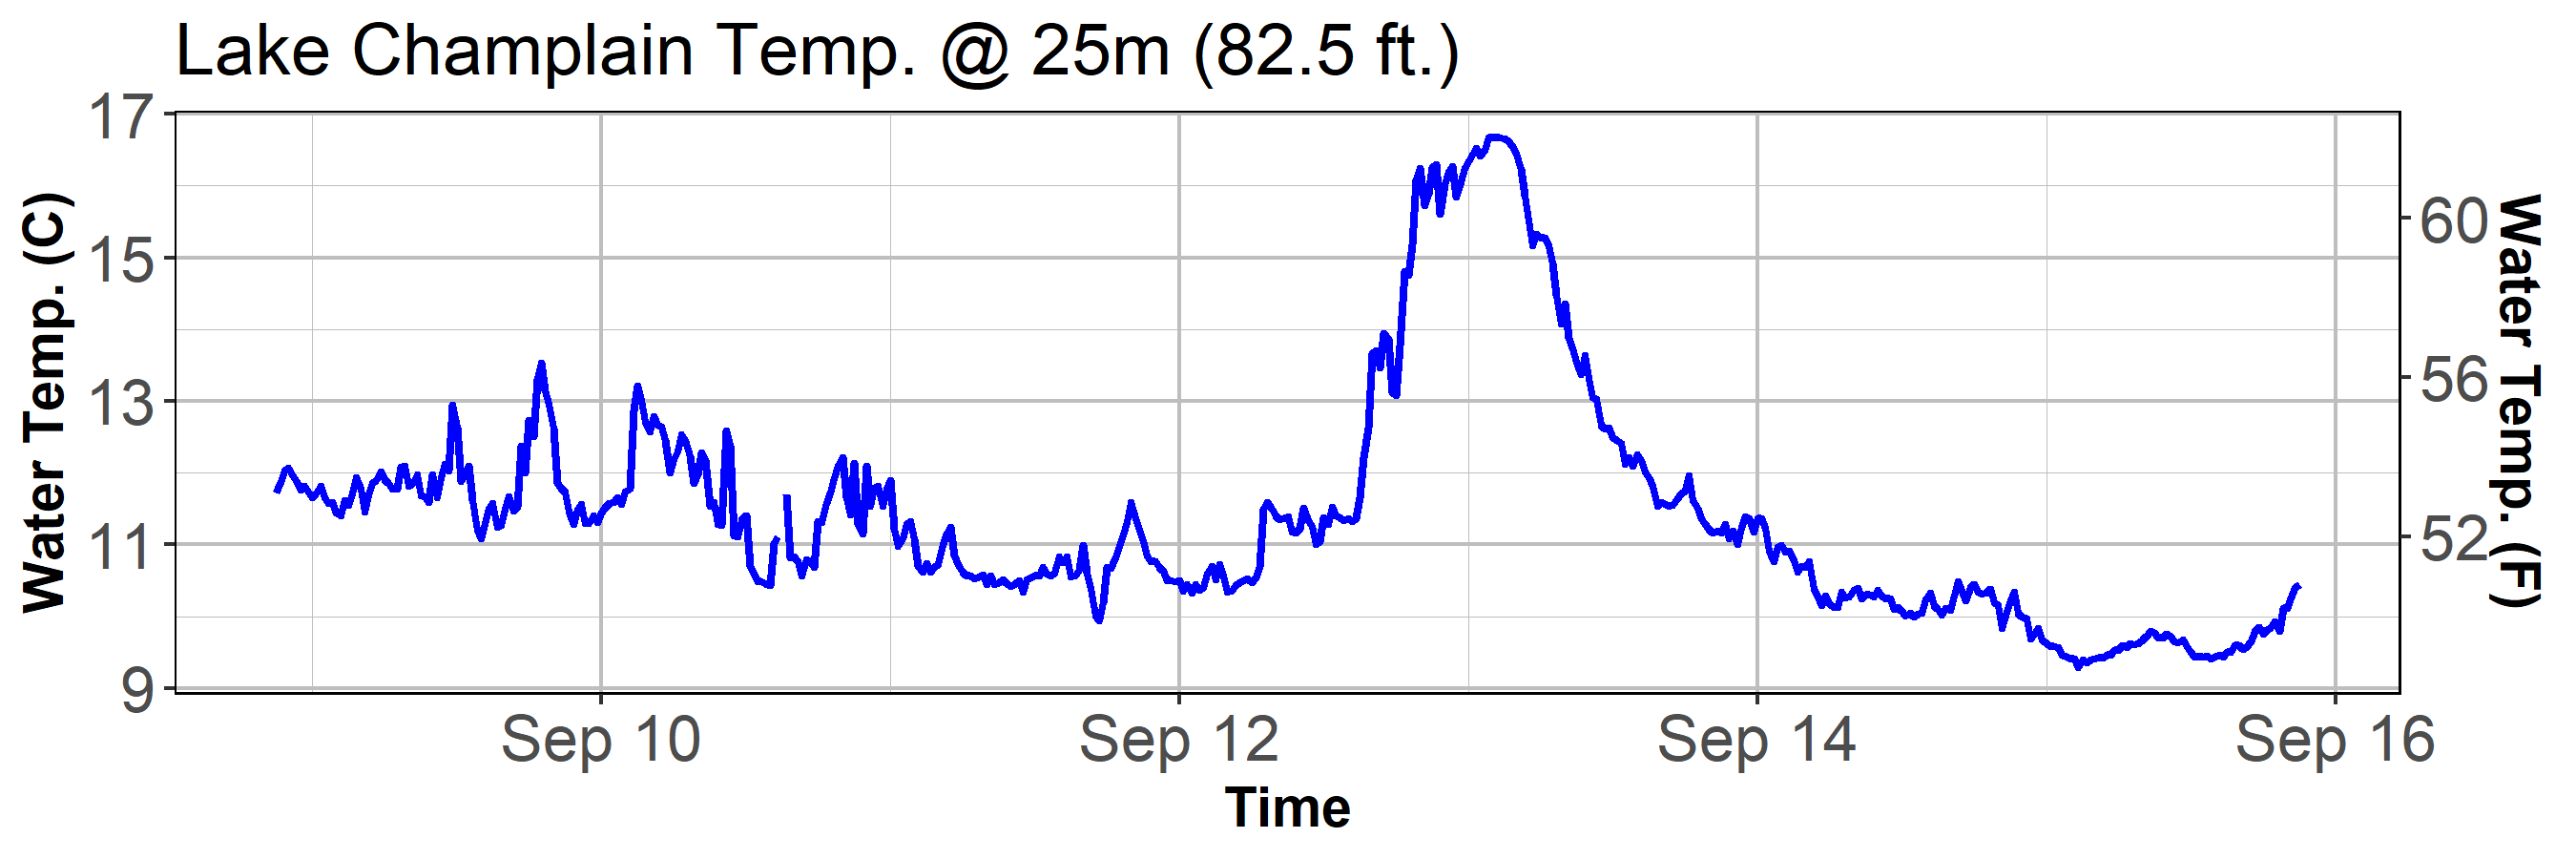 Lake Champlain Temp. @ 25m (82.5 ft.)
Water Temp. (C)
17
15
13
11
9
60
56
52
Water Temp. (F)
Sep 10
Sep 12
Sep 14
Sep 16
Time